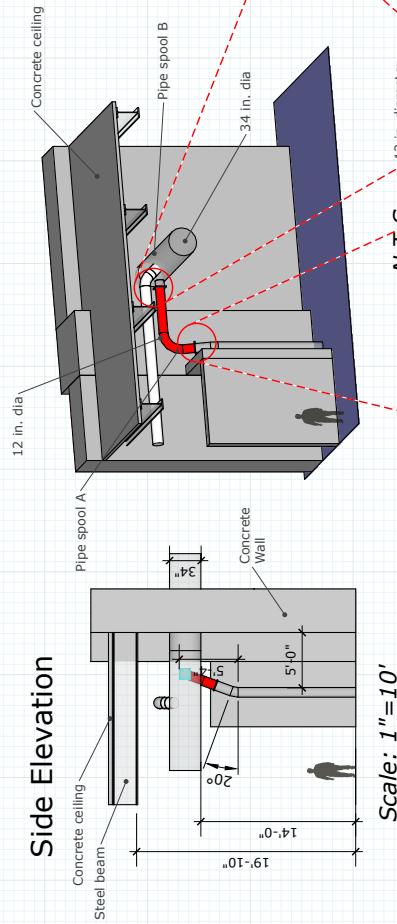 Side Elevation
Concrete ceiling
Steel beam
34"
5'-4"
20°
5'-0"
14'-0"
19'-10"
Concrete
Wall
Scale: 1"=10'
Concrete ceiling
12 in. dia
Pipe spool A
Pipe spool B
34 in. dia